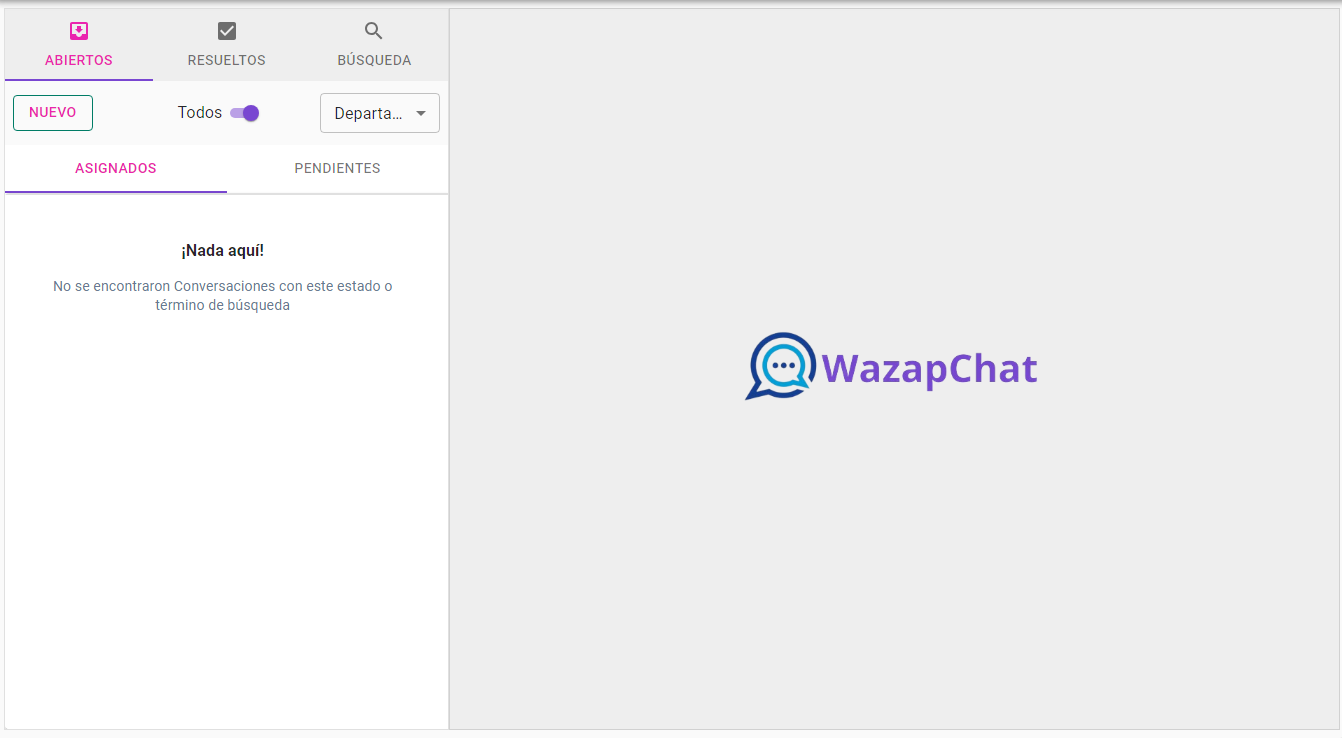 ABIERTOS
RESUELTOS
BÚSQUEDA
NUEVO
Todos
Departa...
ASIGNADOS
PENDIENTES
¡Nada aquí!
No se encontraron Conversaciones con este estado o
término de búsqueda
WazapChat